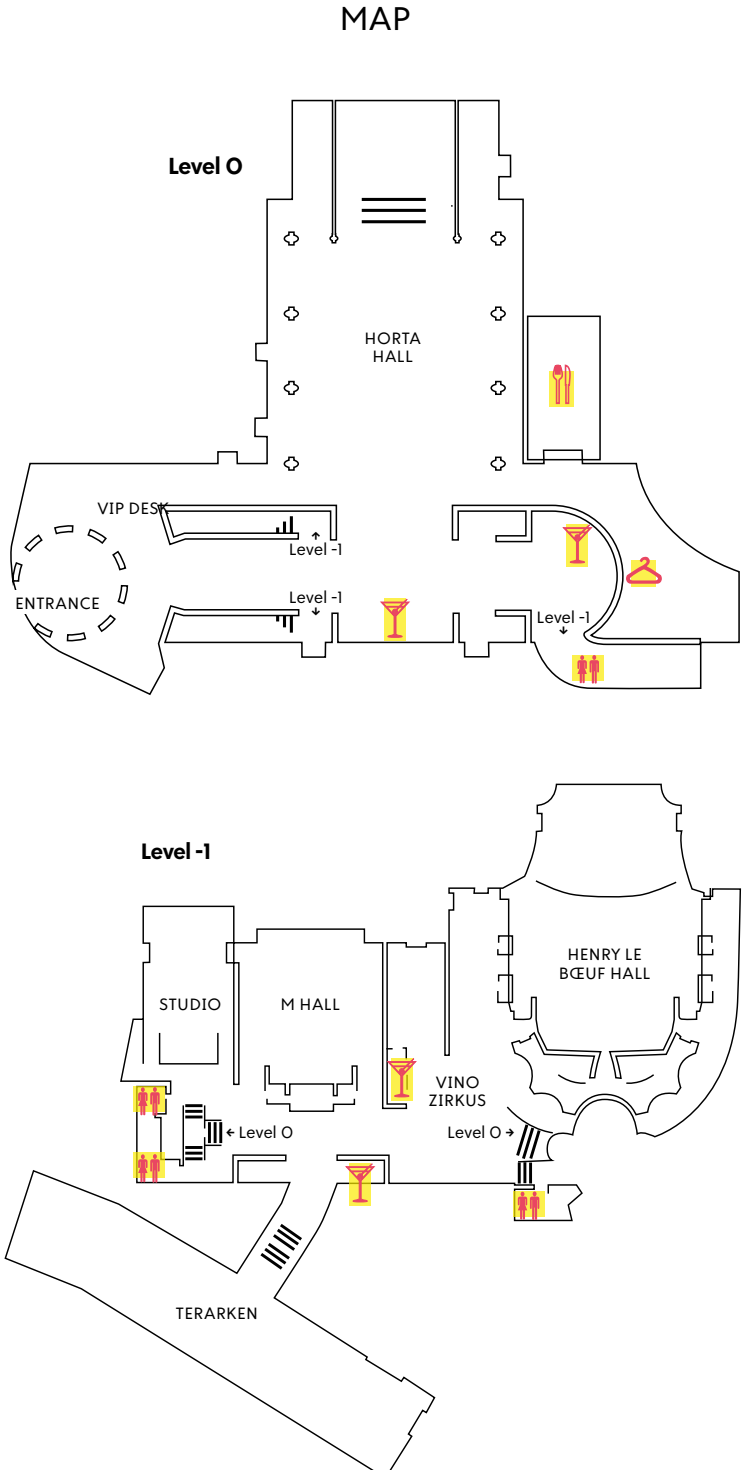 MAP
Level 0
HORTA
HALL
VIP DESK
↑
Level -1
Level -1
↓
ENTRANCE
Level -1
↓
Level -1
HENRY LE
BŒUF HALL
STUDIO
M HALL
VINO
ZIRKUS
← Level 0
Level 0 →
TERARKEN